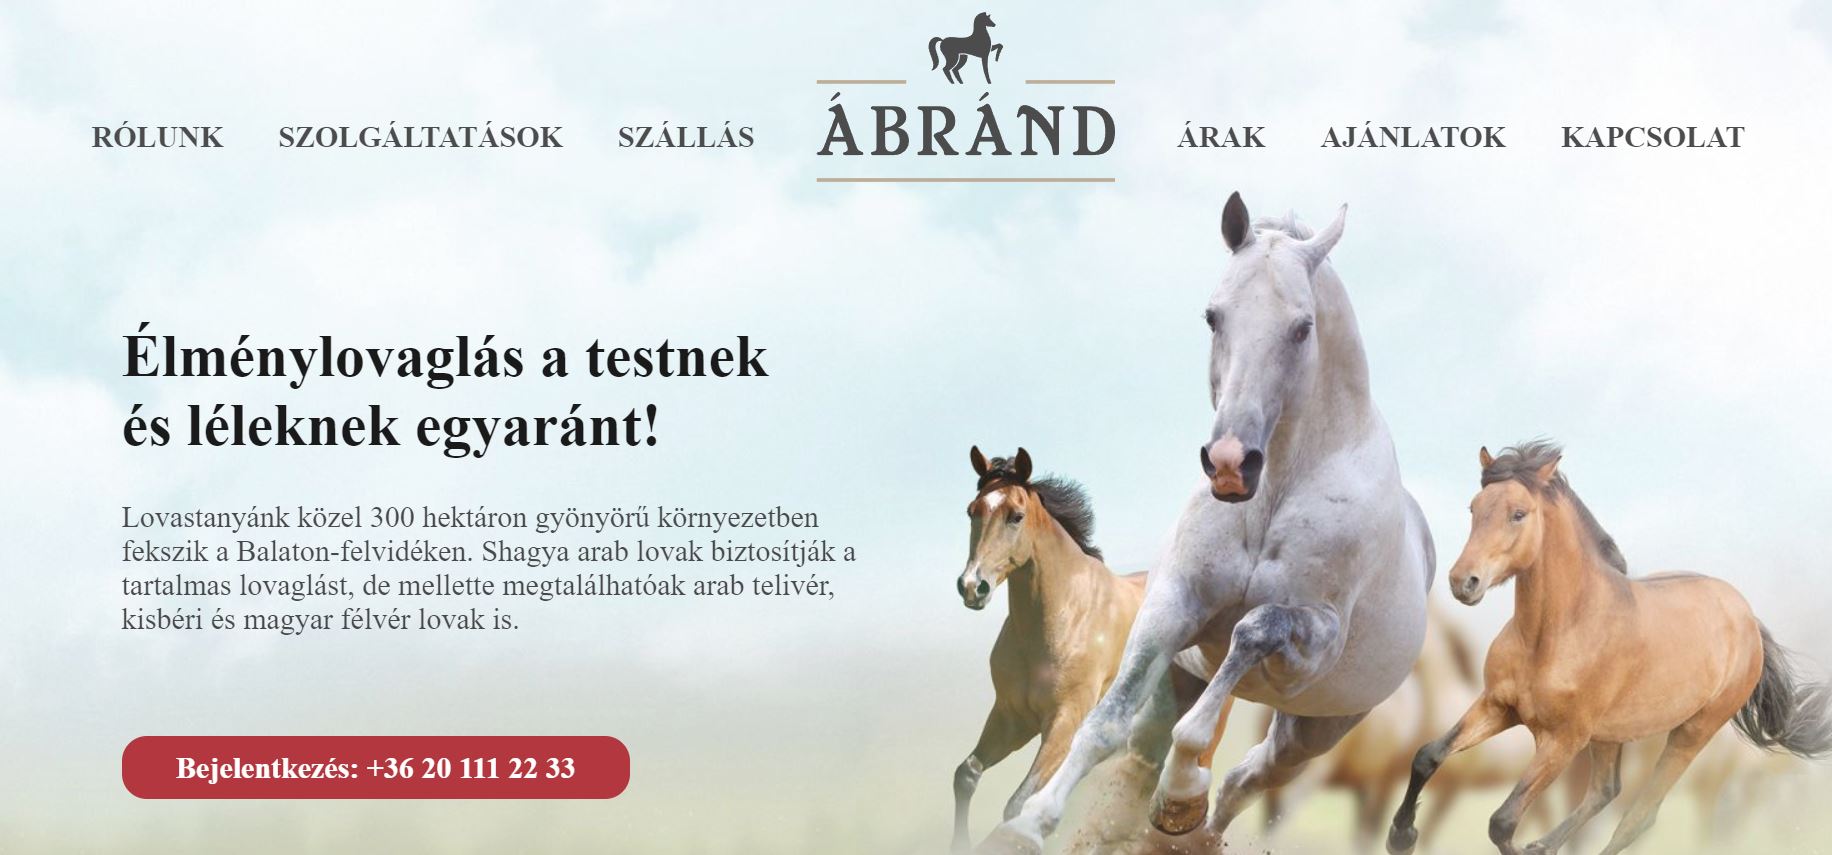 RÓLUNK SZOLGÁLTATÁSOK SZÁLLÁS ÁBRÁND ÁRAK AJÁNLATOK KAPCSOLAT
Élménylovaglás a testnek
és léleknek egyaránt!
Lovastanyánk közel 300 hektáron gyönyörű környezetben
fekszik a Balaton-felvidéken. Shagya arab lovak biztosítják a
tartalmas lovaglást, de mellette megtalálhatóak arab telivér,
kisbéri és magyar félvér lovak is.
Bejelentkezés: +36 20 111 22 33